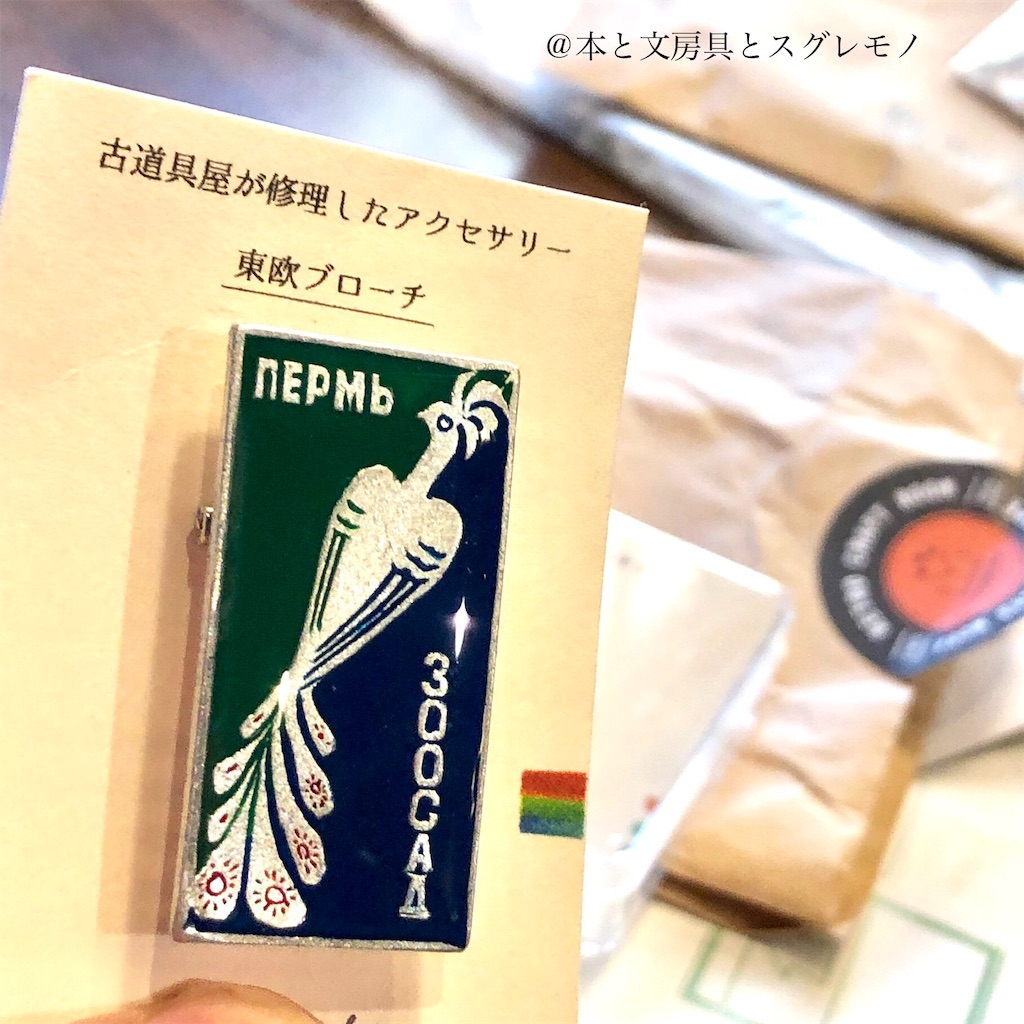 @本と文房具とスグレモノ
古道具屋が修理したアクセサリー
東欧ブローチ
ПЕРМЬ
ЗООСАД